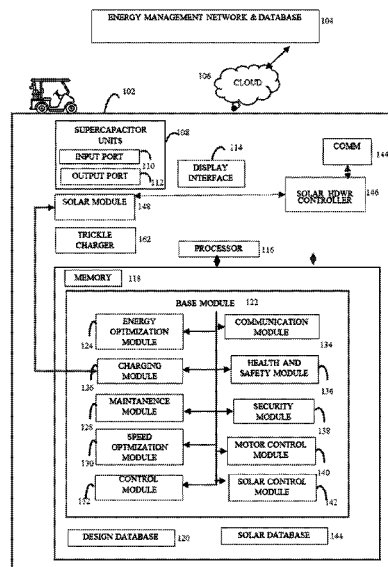 ENERGY MANAGEMENT NETWORK & DATABASE
104
106
CLOUD
102
SUPERCAPACITOR
UNITS
108
INPUT PORT
110
OUTPUT PORT
112
114
DISPLAY
INTERFACE
COMM
144
SOLAR MODULE
148
SOLAR HDWR
CONTROLLER
146
TRICKLE
CHARGER
162
PROCESSOR
116
MEMORY
118
BASE MODULE
122
ENERGY
OPTIMIZATION
MODULE
124
COMMUNICATION
MODULE
134
CHARGING
MODULE
126
HEALTH AND
SAFETY MODULE
136
MAINTANENCE
MODULE
128
SECURITY
MODULE
138
SPEED
OPTIMIZATION
MODULE
130
MOTOR CONTROL
MODULE
140
CONTROL
MODULE
132
SOLAR CONTROL
MODULE
142
DESIGN DATABASE
120
SOLAR DATABASE
144